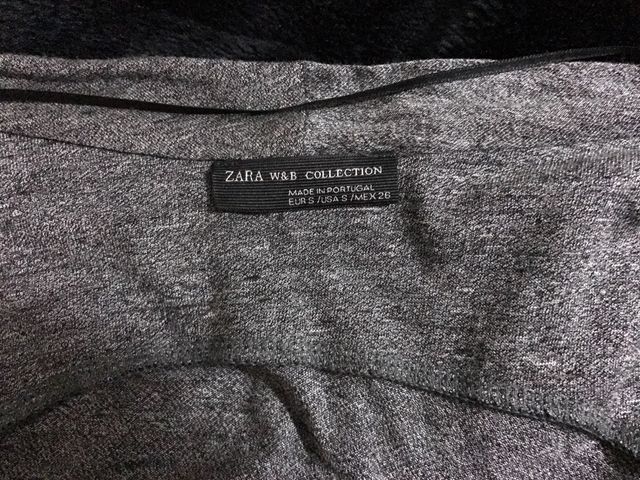 ZARA W&B COLLECTION
MADE IN PORTUGAL
EUR S / USA S / MEX 26